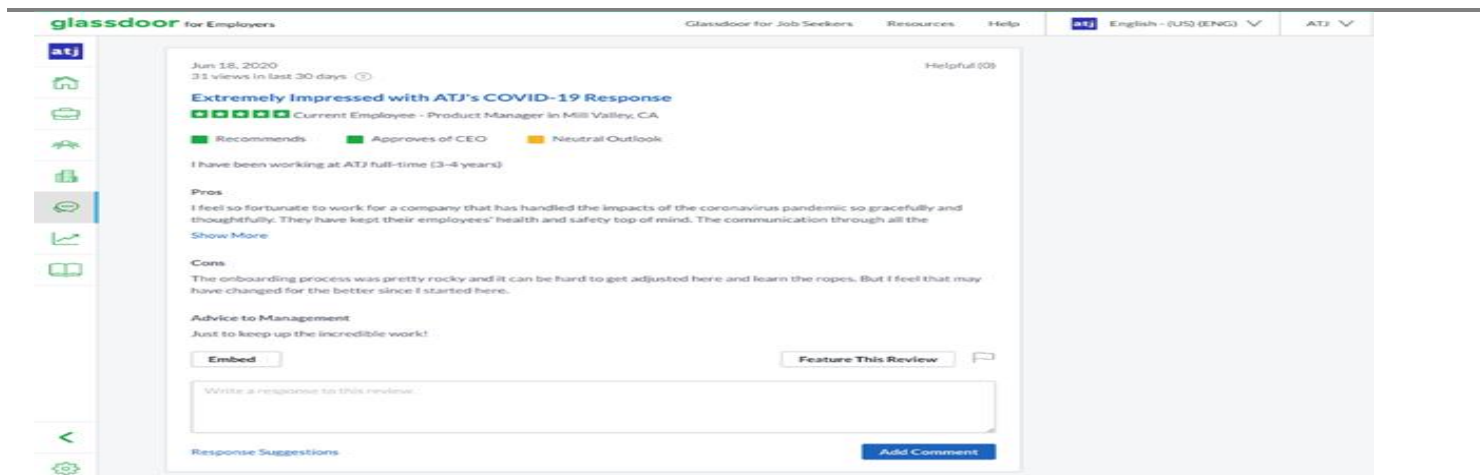 glassdoor for Employers Glassdoor for Job Seekers Resources Help atj English - (US) (ENG) ATJ
atj
Jun 18, 2020 Helpful (0)
31 views in last 30 days ?
Extremely Impressed with ATJ's COVID-19 Response
Current Employee - Product Manager in Mill Valley, CA
Recommends Approves of CEO Neutral Outlook
I have been working at ATJ full-time (3-4 years)
Pros
I feel so fortunate to work for a company that has handled the impacts of the coronavirus pandemic so gracefully and
thoughtfully. They have kept their employees' health and safety top of mind. The communication through all the
Show More
Cons
The onboarding process was pretty rocky and it can be hard to get adjusted here and learn the ropes. But I feel that may
have changed for the better since I started here.
Advice to Management
Just to keep up the incredible work!
Embed Feature This Review
Write a response to this review.
Response Suggestions Add Comment